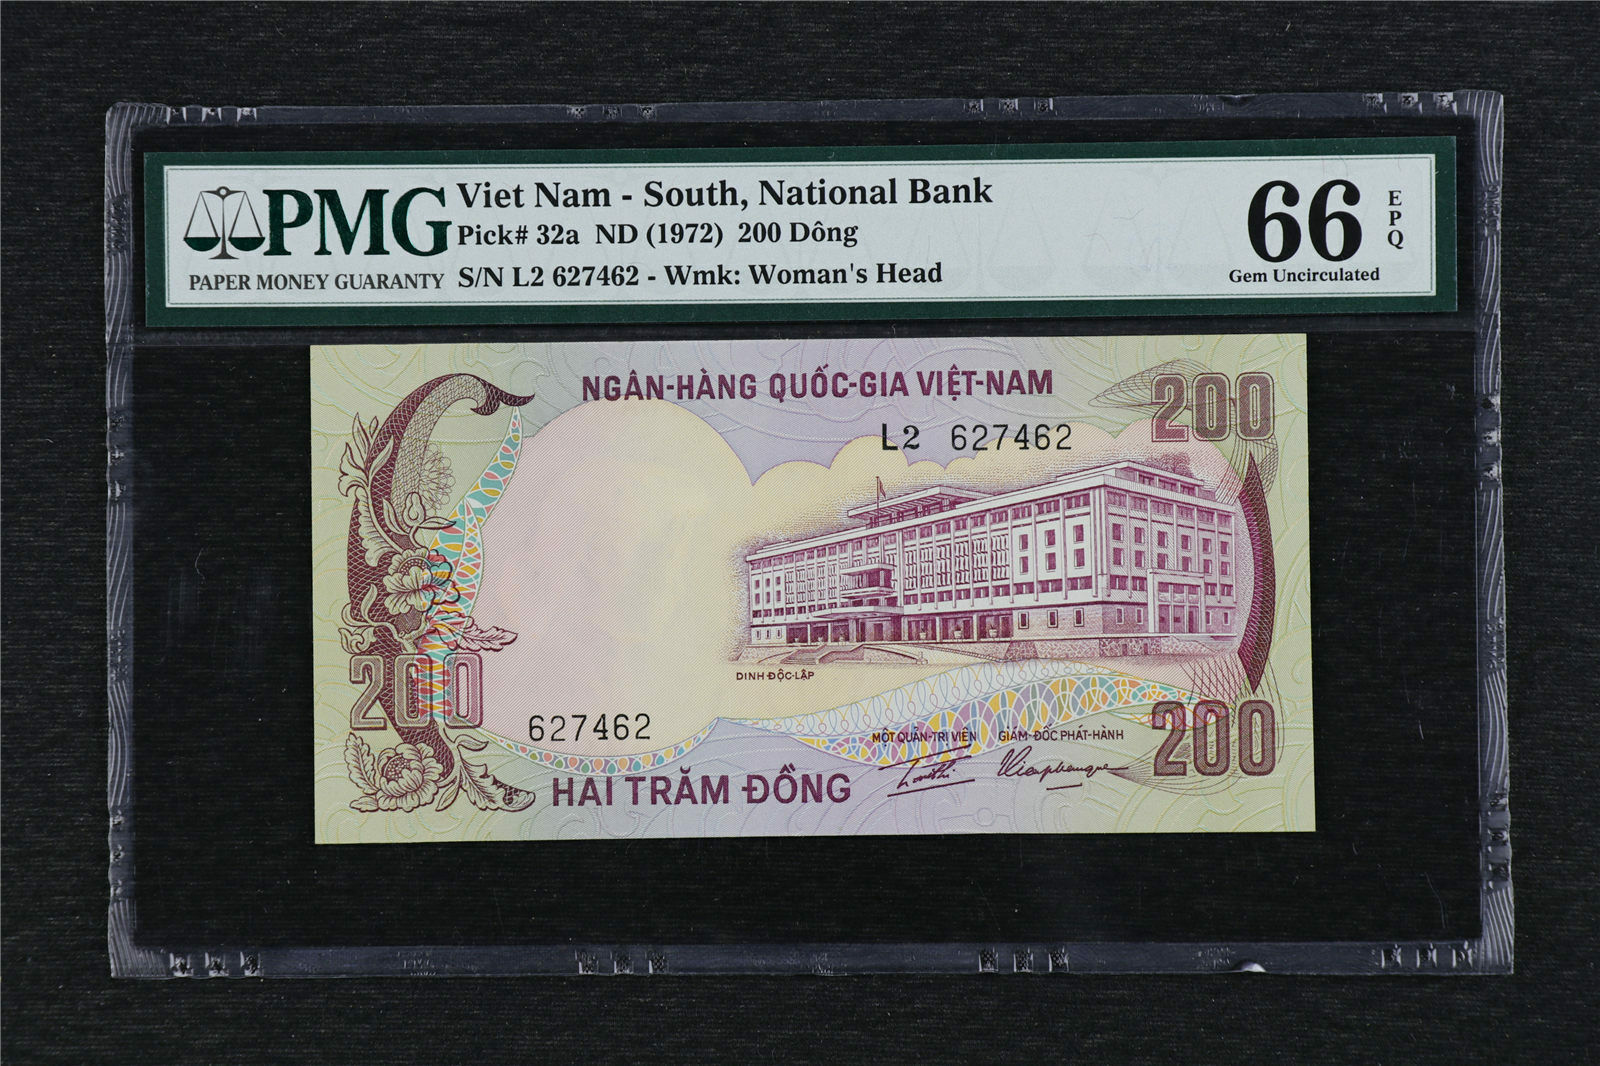 PMG
PAPER MONEY GUARANTY
Viet Nam - South, National Bank
Pick# 32a ND (1972) 200 Dông
S/N L2 627462 - Wmk: Woman's Head
66
EPQ
Gem Uncirculated
NGÂN-HÀNG QUỐC-GIA VIỆT-NAM
200
L2 627462
DINH ĐỘC-LẬP
200
627462
MỘT QUẢN-TRỊ VIÊN GIÁM-ĐỐC PHÁT-HÀNH
200
HAI TRĂM ĐỒNG